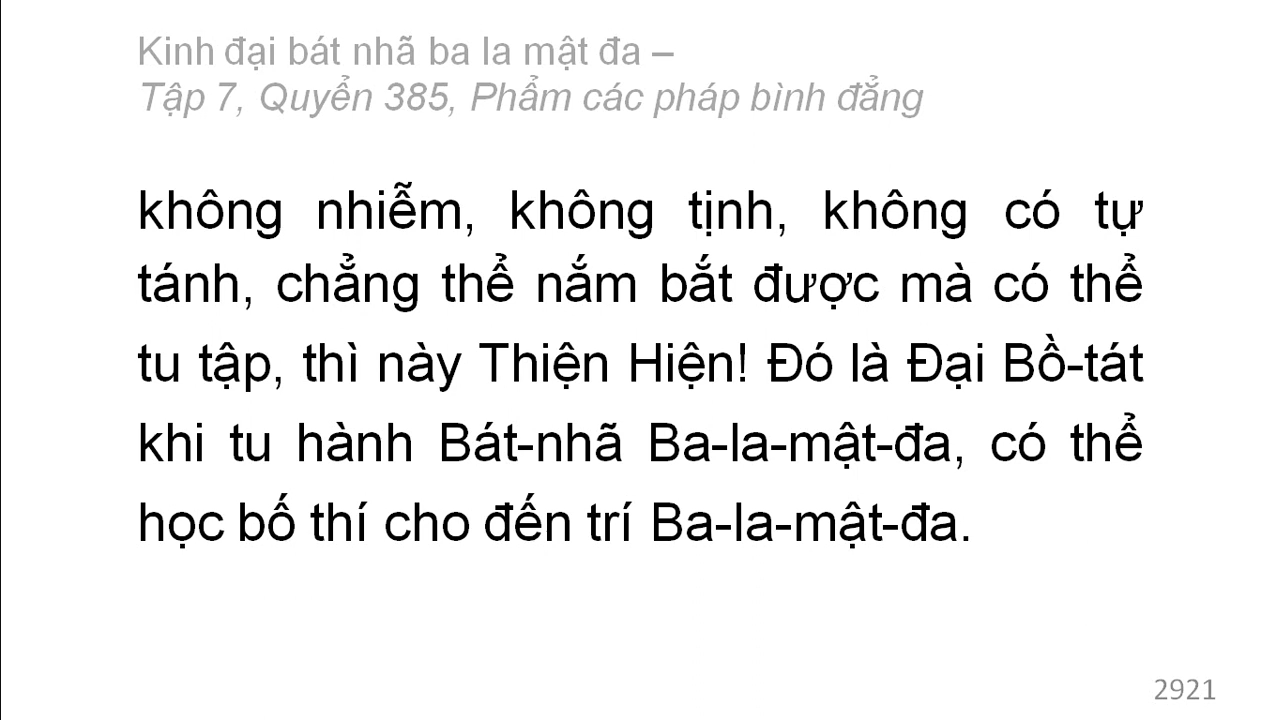 Kinh đại bát nhã ba la mật đa –
Tập 7, Quyển 385, Phẩm các pháp bình đẳng
không nhiễm, không tịnh, không có tự
tánh, chẳng thể nắm bắt được mà có thể
tu tập, thì này Thiện Hiện! Đó là Đại Bồ-tát
khi tu hành Bát-nhã Ba-la-mật-đa, có thể
học bố thí cho đến trí Ba-la-mật-đa.
2921